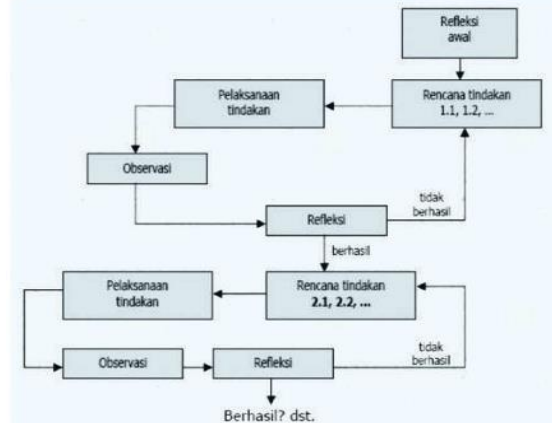 Refleksi
awal
Rencana tindakan
1.1, 1.2, ...
Pelaksanaan
tindakan
Observasi
Refleksi
tidak
berhasil
berhasil
Rencana tindakan
2.1, 2.2, ...
Pelaksanaan
tindakan
Observasi
Refleksi
tidak
berhasil
Berhasil? dst.